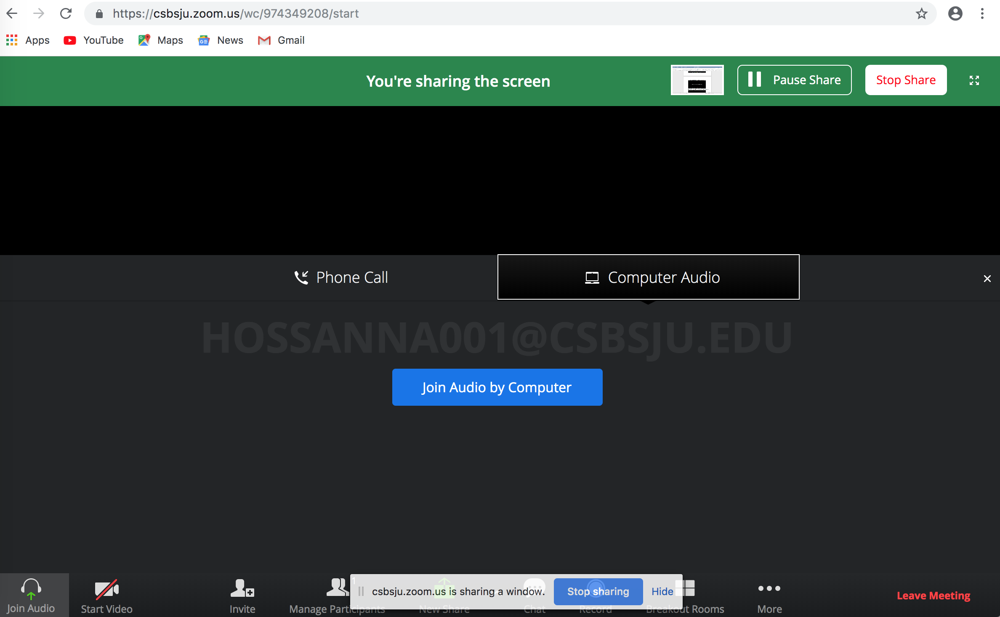 https://csbsju.zoom.us/wc/974349208/start
Apps YouTube Maps News Gmail
You're sharing the screen Pause Share Stop Share
Phone Call Computer Audio
HOSSANNA001@CSBSJU.EDU
Join Audio by Computer
1
csbsju.zoom.us is sharing a window. Stop sharing Hide
Join Audio Start Video Invite Manage Participants New Share Chat Record Breakout Rooms More Leave Meeting